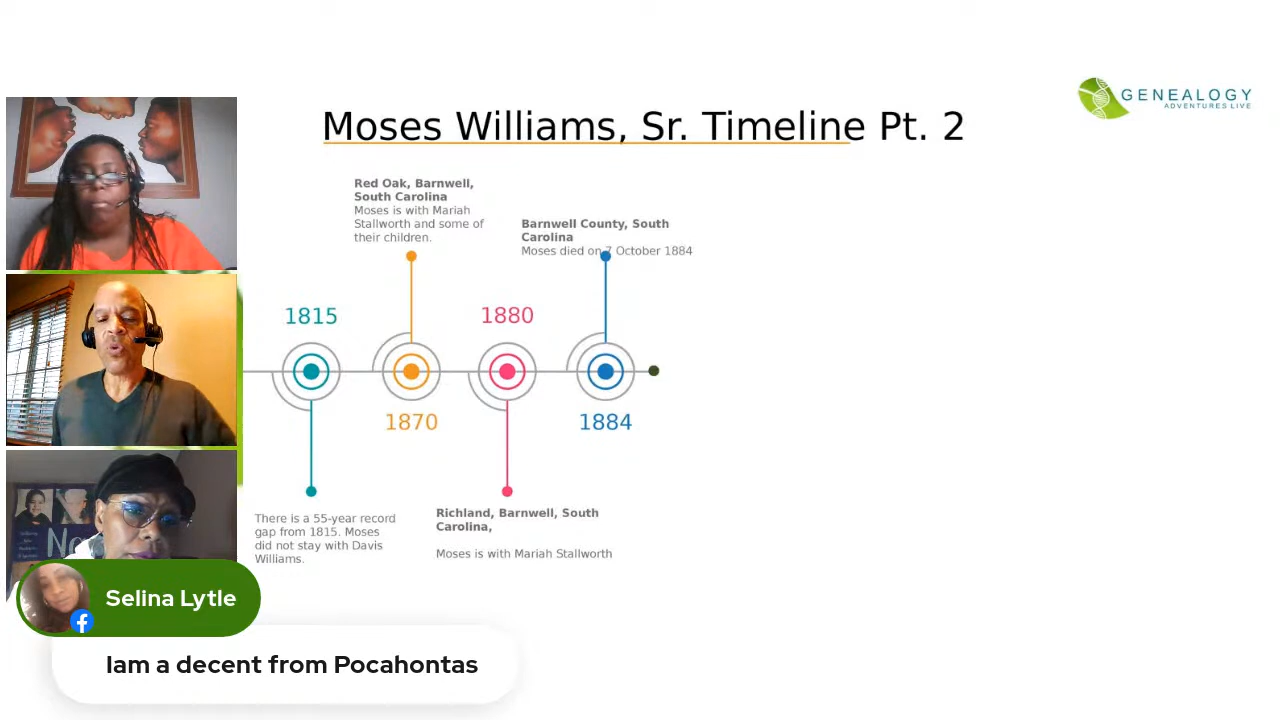 GENEALOGY
ADVENTURES LIVE
Moses Williams, Sr. Timeline Pt. 2
Red Oak, Barnwell,
South Carolina
Moses is with Mariah
Stallworth and some of
their children.
Barnwell County, South
Carolina
Moses died on 7 October 1884
1815
1880
1870
1884
There is a 55-year record
gap from 1815. Moses
did not stay with Davis
Williams.
Richland, Barnwell, South
Carolina,
Moses is with Mariah Stallworth
Selina Lytle
Iam a decent from Pocahontas